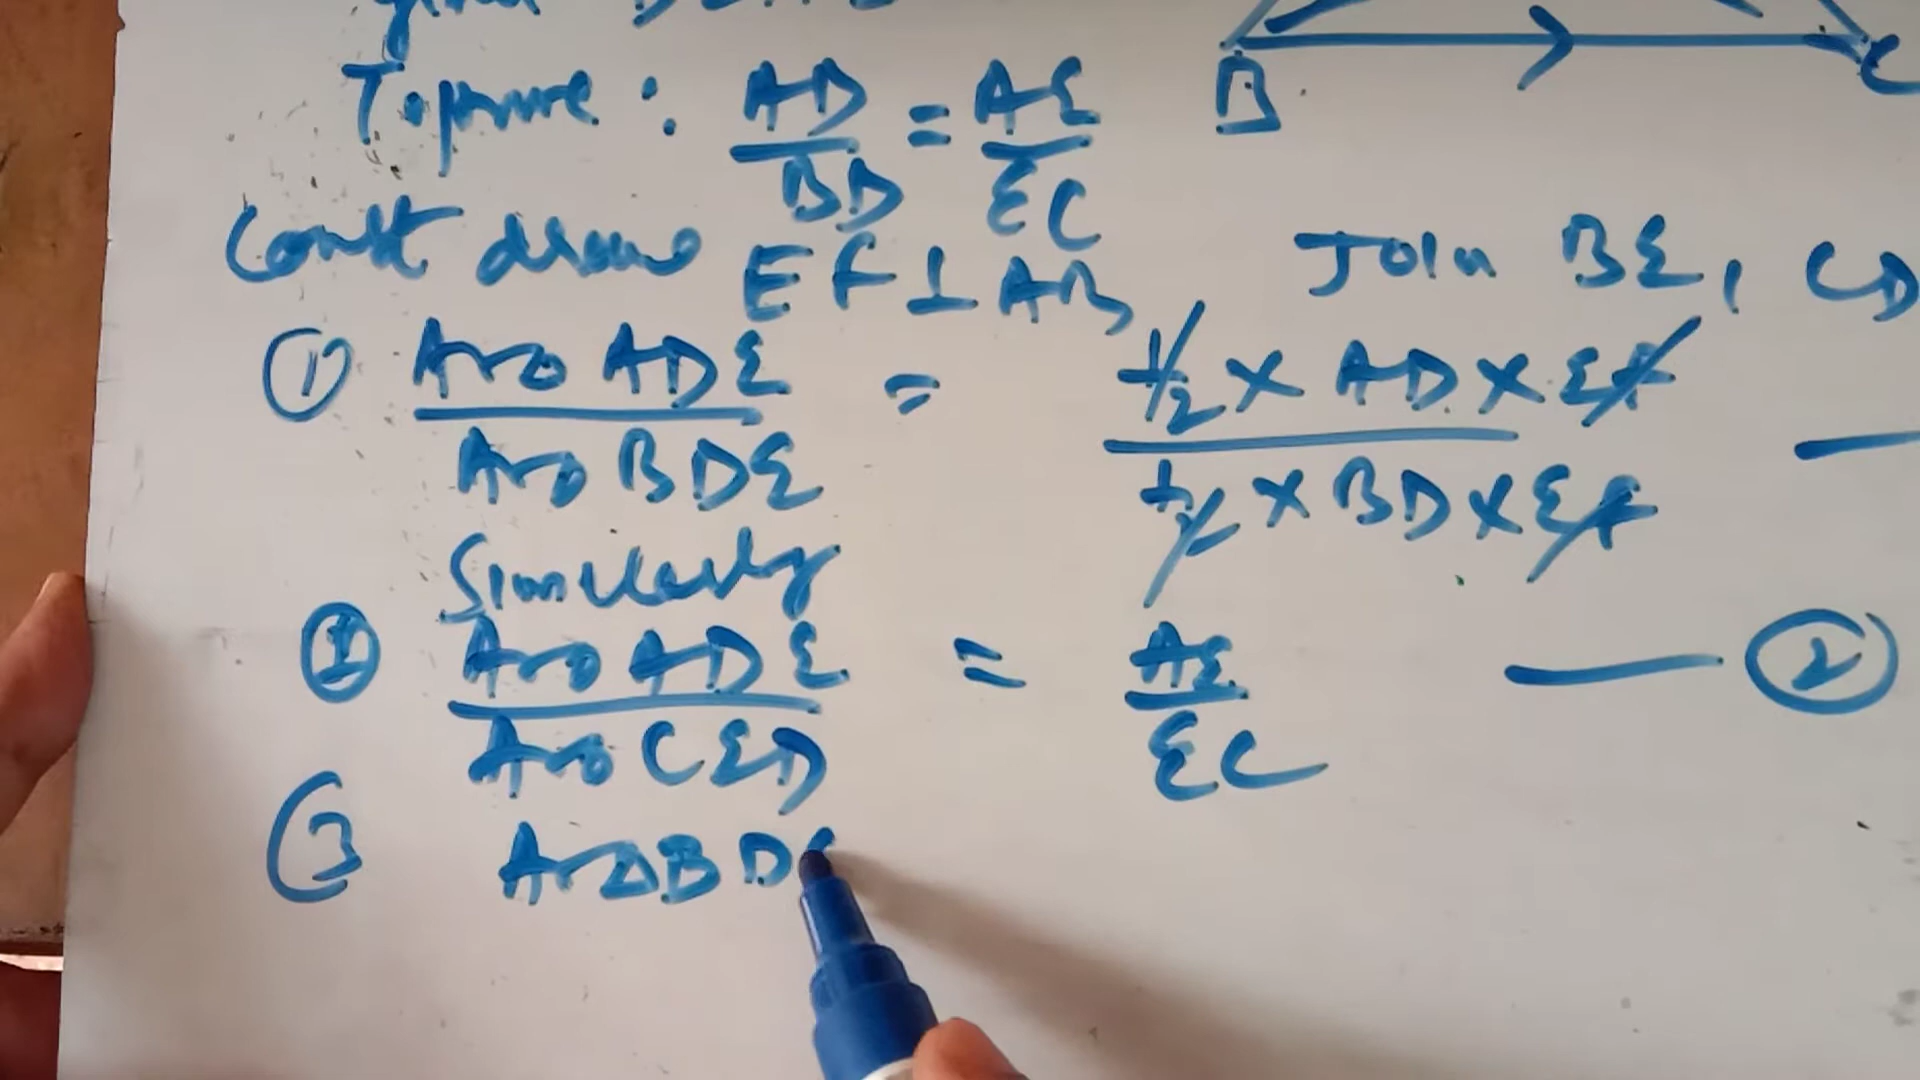 B C
To prove : AD/BD = AE/EC
Const draw EF ⊥ AB Join BE, CD
① Ar△ ADE / Ar△ BDE = 1/2 × AD × EF / 1/2 × BD × EF —
Similarly
② Ar△ ADE / Ar△ CED = AE/EC — ②
3 Ar△BDE